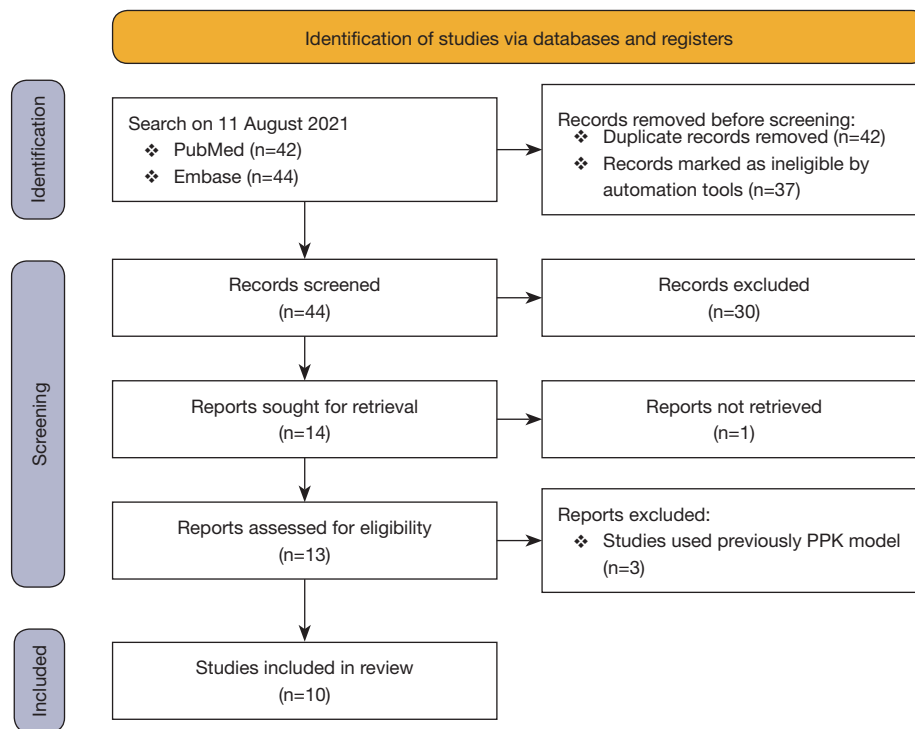 Identification of studies via databases and registers
Identification
Search on 11 August 2021
❖ PubMed (n=42)
❖ Embase (n=44)
Records removed before screening:
❖ Duplicate records removed (n=42)
❖ Records marked as ineligible by
automation tools (n=37)
Screening
Records screened
(n=44)
Records excluded
(n=30)
Reports sought for retrieval
(n=14)
Reports not retrieved
(n=1)
Reports assessed for eligibility
(n=13)
Reports excluded:
❖ Studies used previously PPK model
(n=3)
Included
Studies included in review
(n=10)